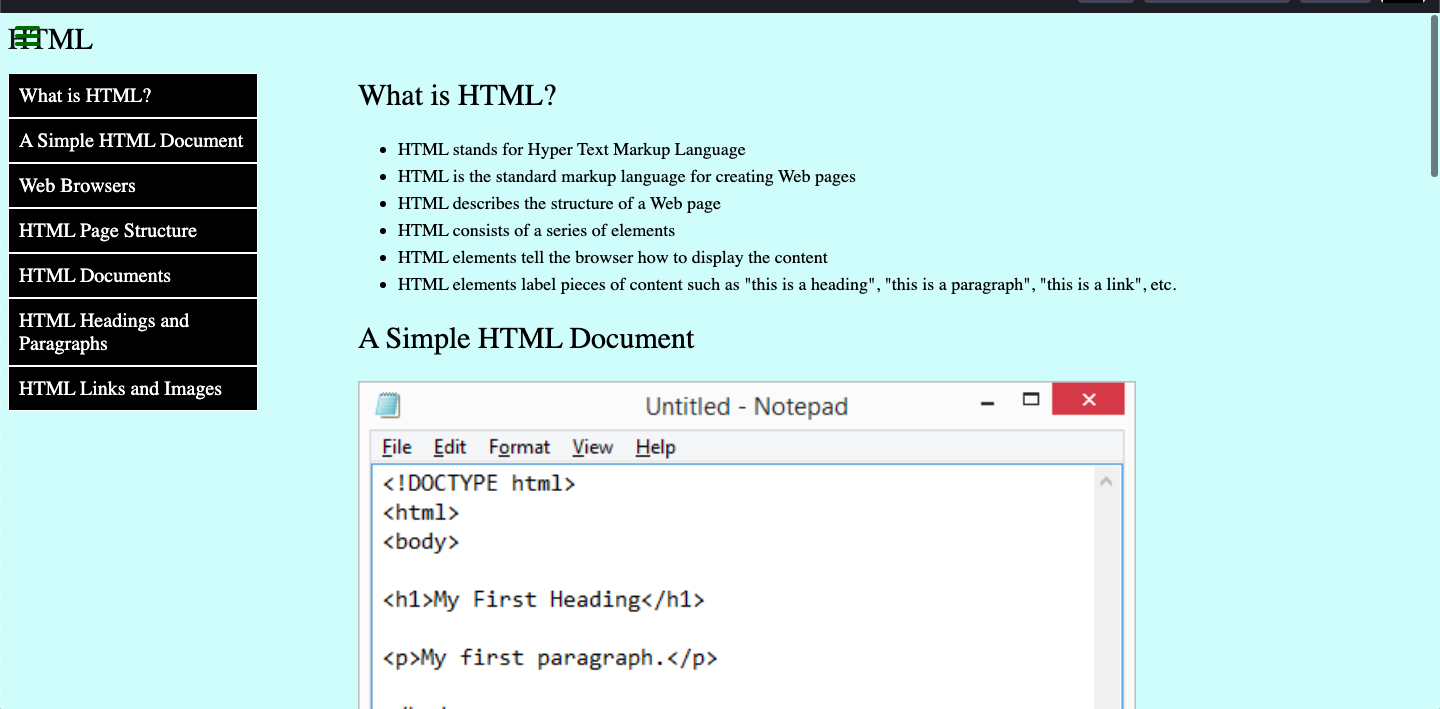 HTML
What is HTML?
A Simple HTML Document
Web Browsers
HTML Page Structure
HTML Documents
HTML Headings and
Paragraphs
HTML Links and Images
What is HTML?
HTML stands for Hyper Text Markup Language
HTML is the standard markup language for creating Web pages
HTML describes the structure of a Web page
HTML consists of a series of elements
HTML elements tell the browser how to display the content
HTML elements label pieces of content such as "this is a heading", "this is a paragraph", "this is a link", etc.
A Simple HTML Document
Untitled - Notepad
File Edit Format View Help
<!DOCTYPE html>
<html>
<body>
<h1>My First Heading</h1>
<p>My first paragraph.</p>